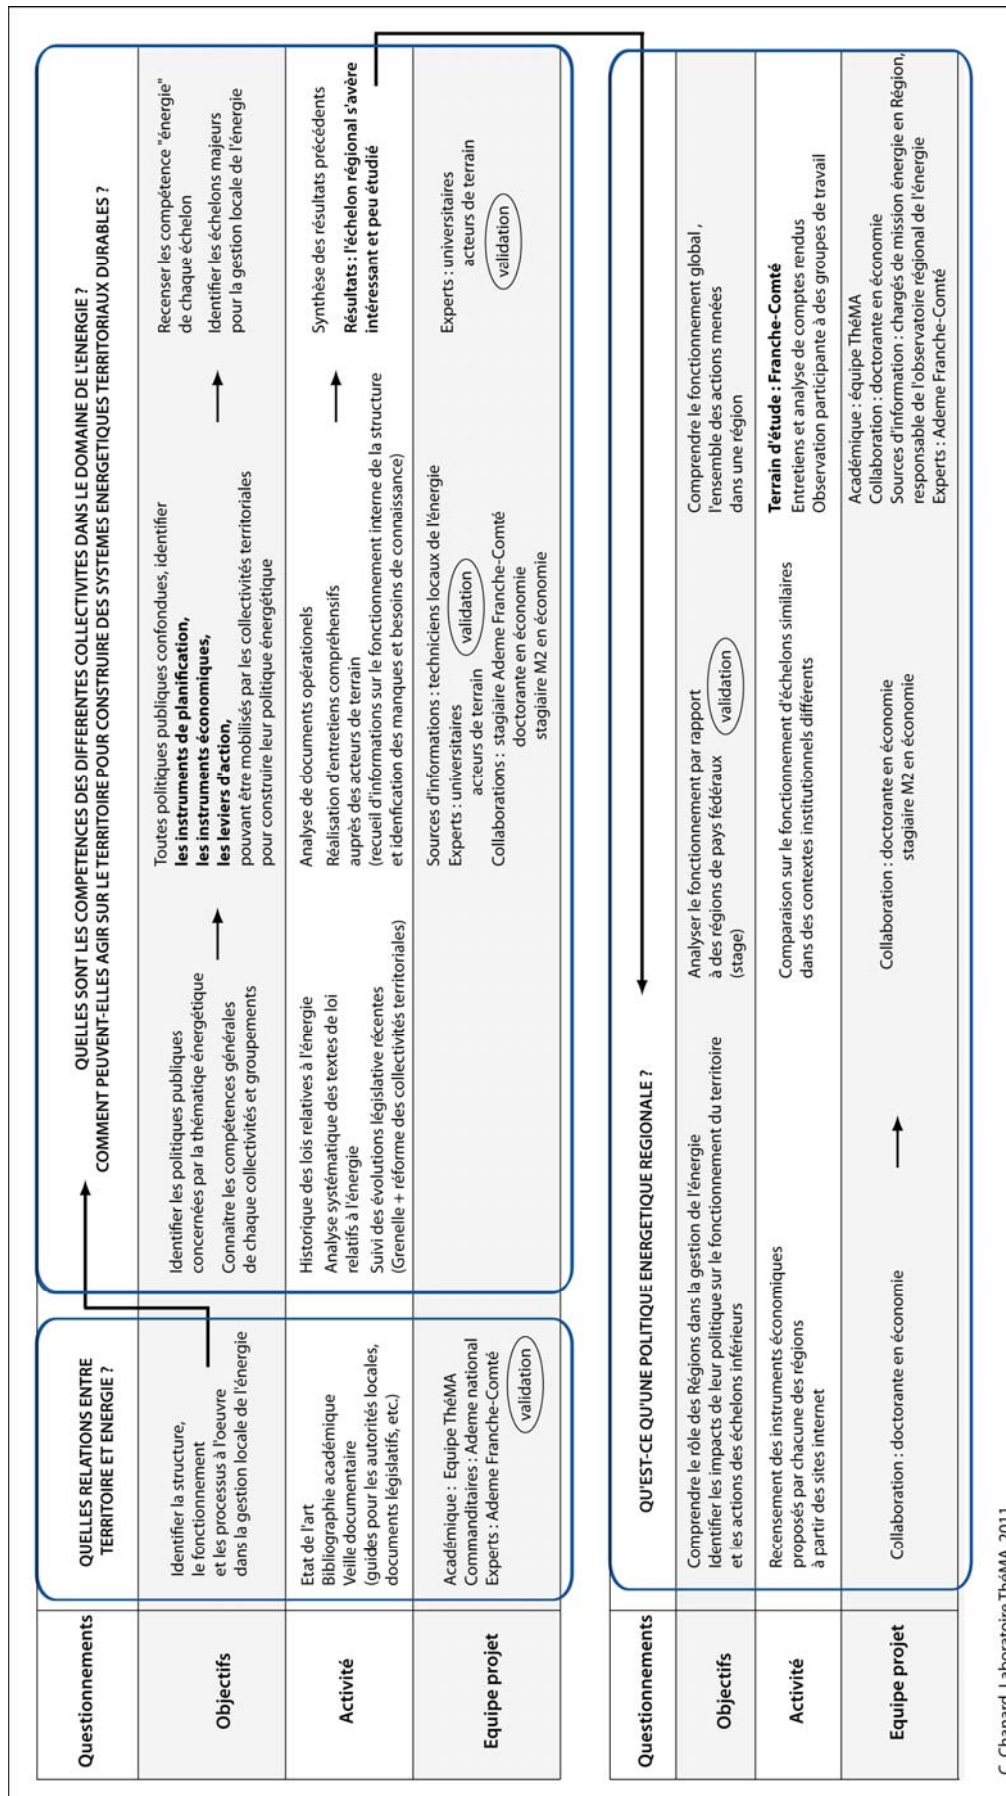 Questionnements
QUELLES RELATIONS ENTRE
TERRITOIRE ET ENERGIE ?
QUELLES SONT LES COMPETENCES DES DIFFERENTES COLLECTIVITES DANS LE DOMAINE DE L'ENERGIE ?
COMMENT PEUVENT-ELLES AGIR SUR LE TERRITOIRE POUR CONSTRUIRE DES SYSTEMES ENERGETIQUES TERRITORIAUX DURABLES ?
Objectifs
Identifier la structure,
le fonctionnement
et les processus à l'oeuvre
dans la gestion locale de l'énergie
Identifier les politiques publiques
concernées par la thématiqe énergétique
Connaître les compétences générales
de chaque collectivités et groupements
Toutes politiques publiques confondues, identifier
les instruments de planification,
les instruments économiques,
les leviers d'action,
pouvant être mobilisés par les collectivités territoriales
pour construire leur politique énergétique
Recenser les compétence "énergie"
de chaque échelon
Identifier les échelons majeurs
pour la gestion locale de l'énergie
Activité
Etat de l'art
Bibliographie académique
Veille documentaire
(guides pour les autorités locales,
documents législatifs, etc.)
Historique des lois relatives à l'énergie
Analyse systématique des textes de loi
relatifs à l'énergie
Suivi des évolutions législative récentes
(Grenelle + réforme des collectivités territoriales)
Analyse de documents opérationels
Réalisation d'entretiens compréhensifs
auprès des acteurs de terrain
(recueil d'informations sur le fonctionnement interne de la structure
et idenfication des manques et besoins de connaissance)
Synthèse des résultats précédents
Résultats : l'échelon régional s'avère
intéressant et peu étudié
Equipe projet
Académique : Equipe ThéMA
Commanditaires : Ademe national
Experts : Ademe Franche-Comté
validation
Sources d'informations : techniciens locaux de l'énergie
Experts : universitaires
acteurs de terrain
validation
Collaborations : stagiaire Ademe Franche-Comté
doctorante en économie
stagiaire M2 en économie
Experts : universitaires
acteurs de terrain
validation
Questionnements
QU'EST-CE QU'UNE POLITIQUE ENERGETIQUE REGIONALE ?
Objectifs
Comprendre le rôle des Régions dans la gestion de l'énergie
Identifier les impacts de leur politique sur le fonctionnement du territoire
et les actions des échelons inférieurs
Analyser le fonctionnement par rapport
à des régions de pays fédéraux
(stage)
validation
Comprendre le fonctionnement global ,
l'ensemble des actions menées
dans une région
Activité
Recensement des instruments économiques
proposés par chacune des régions
à partir des sites internet
Comparaison sur le fonctionnement d'échelons similaires
dans des contextes institutionnels différents
Terrain d'étude : Franche-Comté
Entretiens et analyse de comptes rendus
Observation participante à des groupes de travail
Equipe projet
Collaboration : doctorante en économie
Collaboration : doctorante en économie
stagiaire M2 en économie
Académique : équipe ThéMA
Collaboration : doctorante en économie
Sources d'information : chargés de mission énergie en Région,
responsable de l'observatoire régional de l'énergie
Experts : Ademe Franche-Comté
C. Chanard, Laboratoire ThéMA, 2011